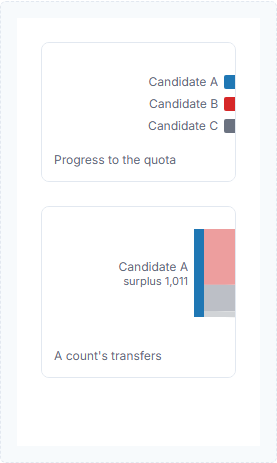 Candidate A
Candidate B
Candidate C
Progress to the quota
Candidate A
surplus 1,011
A count's transfers